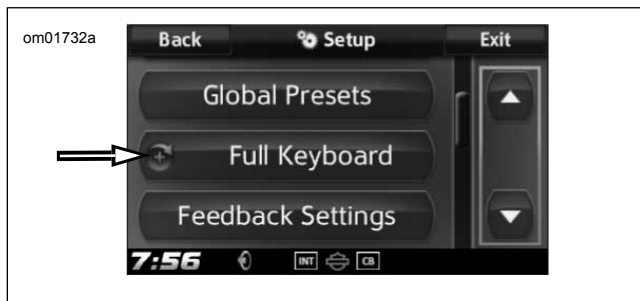 om01732a
Back Setup Exit
Global Presets
Full Keyboard
Feedback Settings
7:56 INT CB